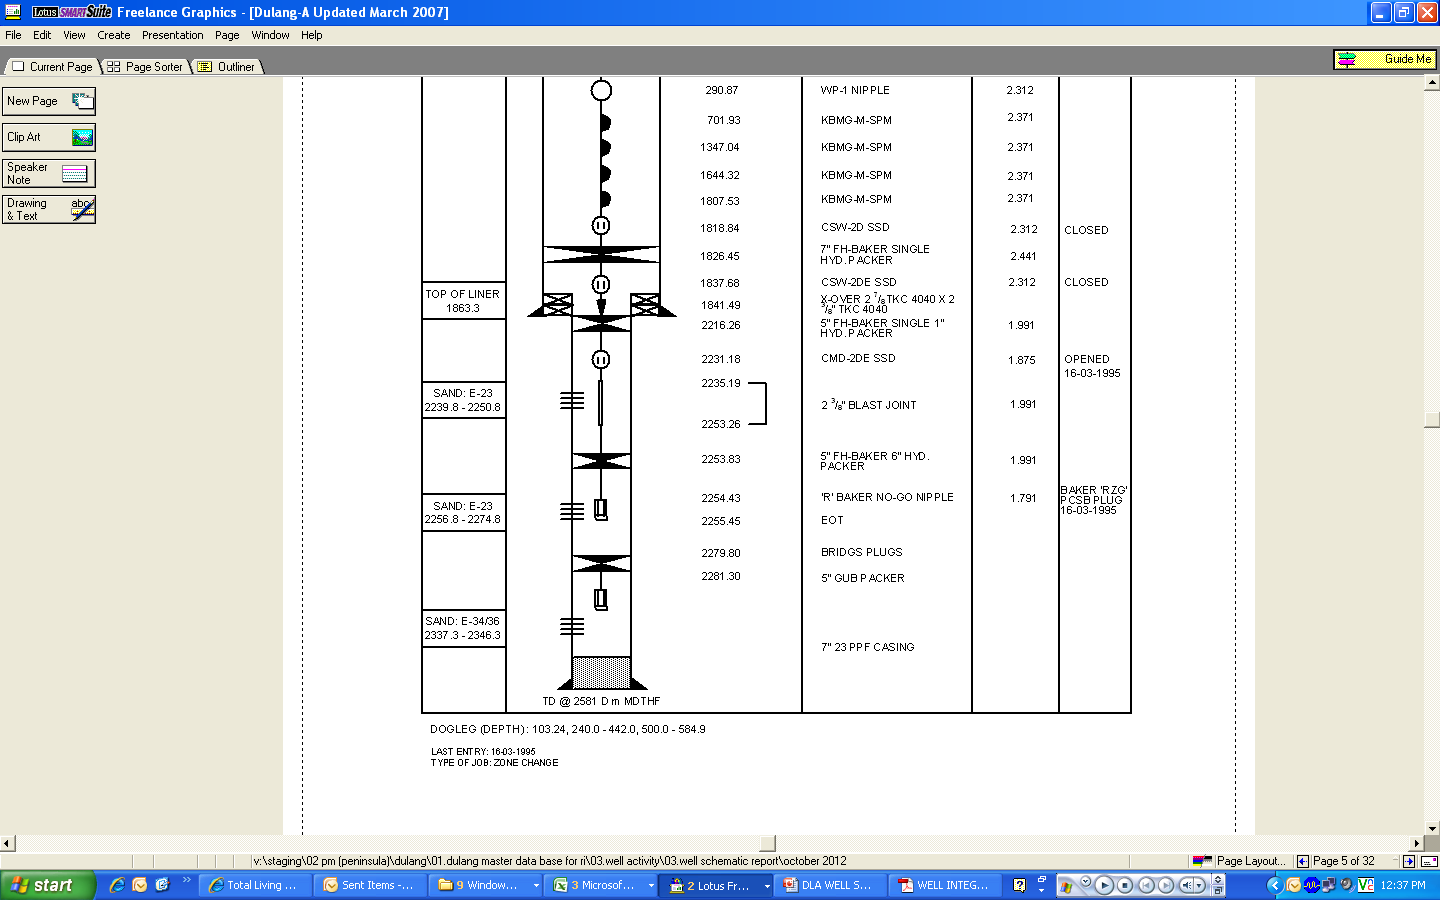 Lotus SMARTSuite Freelance Graphics - [Dulang-A Updated March 2007]
File Edit View Create Presentation Page Window Help
Current Page Page Sorter Outliner Guide Me
New Page
Clip Art
Speaker
Note
Drawing
& Text
abc
290.87 WP-1 NIPPLE 2.312
701.93 KBMG-M-SPM 2.371
1347.04 KBMG-M-SPM 2.371
1644.32 KBMG-M-SPM 2.371
1807.53 KBMG-M-SPM 2.371
1818.84 CSW-2D SSD 2.312 CLOSED
1826.45 7" FH-BAKER SINGLE 2.441
HYD. PACKER
1837.68 CSW-2DE SSD 2.312 CLOSED
TOP OF LINER
1863.3
1841.49 X-OVER 2 7/8 TKC 4040 X 2
3/8" TKC 4040
2216.26 5" FH-BAKER SINGLE 1" 1.991
HYD. PACKER
2231.18 CMD-2DE SSD 1.875 OPENED
16-03-1995
2235.19
SAND: E-23
2239.8 - 2250.8
2 3/8" BLAST JOINT 1.991
2253.26
2253.83 5" FH-BAKER 6" HYD. 1.991
PACKER
2254.43 'R' BAKER NO-GO NIPPLE 1.791 BAKER 'RZG'
PCSB PLUG
16-03-1995
SAND: E-23
2256.8 - 2274.8
2255.45 EOT
2279.80 BRIDGS PLUGS
2281.30 5" GUB PACKER
SAND: E-34/36
2337.3 - 2346.3
7" 23 PPF CASING
TD @ 2581 D m MDTHF
DOGLEG (DEPTH) : 103.24, 240.0 - 442.0, 500.0 - 584.9
LAST ENTRY: 16-03-1995
TYPE OF JOB: ZONE CHANGE
v:\staging\02 pm (peninsula)\dulang\01.dulang master data base for ri\03.well activity\03.well schematic report\october 2012 Page Layout... Page 5 of 32
start Total Living ... Sent Items -... 9 Window... 3 Microsof... 2 Lotus Fr... DLA WELL S... WELL INTEG... 12:37 PM